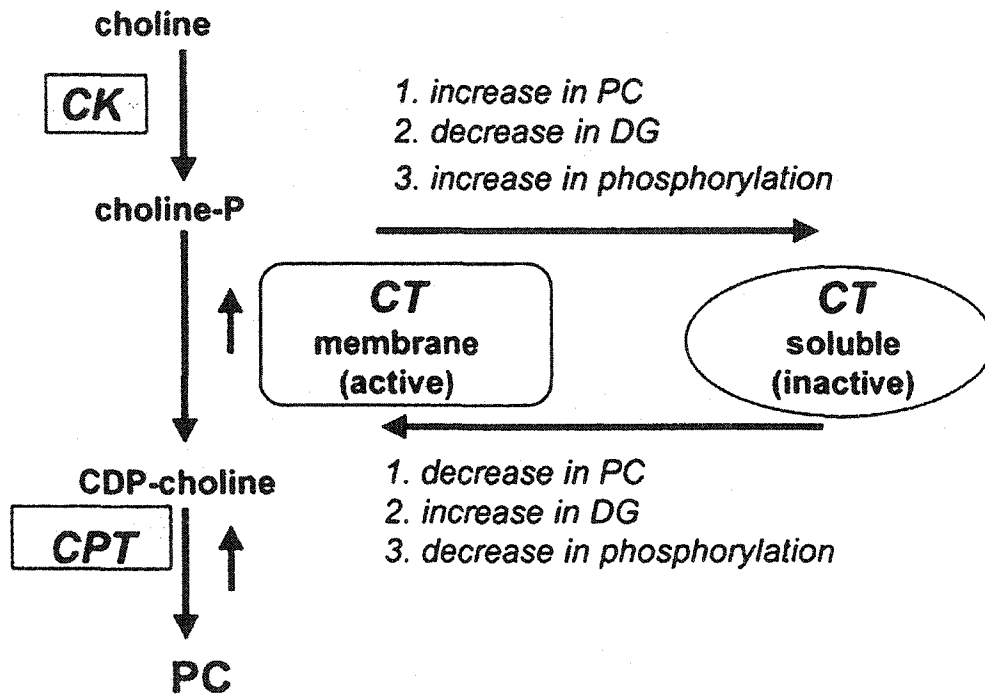 choline
CK
1. increase in PC
2. decrease in DG
3. increase in phosphorylation
choline-P
CT
membrane
(active)
CT
soluble
(inactive)
CDP-choline
1. decrease in PC
2. increase in DG
3. decrease in phosphorylation
CPT
PC